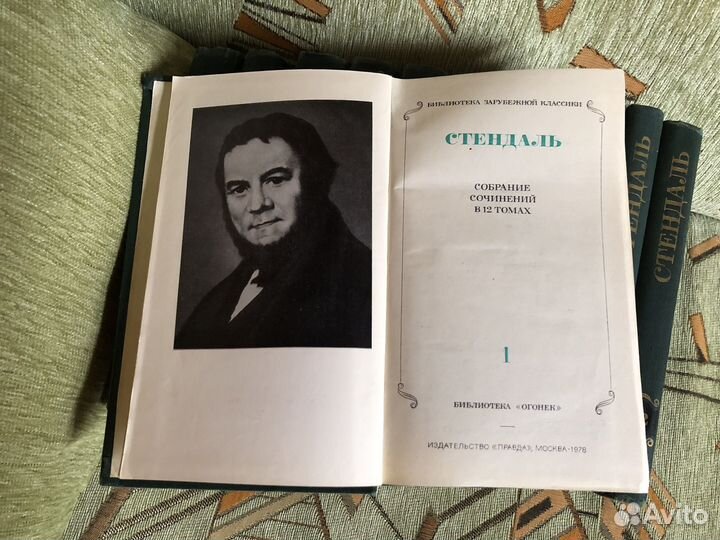 БИБЛИОТЕКА ЗАРУБЕЖНОЙ КЛАССИКИ
СТЕНДАЛЬ
СОБРАНИЕ
СОЧИНЕНИЙ
В 12 ТОМАХ
1
БИБЛИОТЕКА «ОГОНЕК»
ИЗДАТЕЛЬСТВО «ПРАВДА», МОСКВА-1978
СТЕНДАЛЬ
СТЕНДАЛЬ
Avito